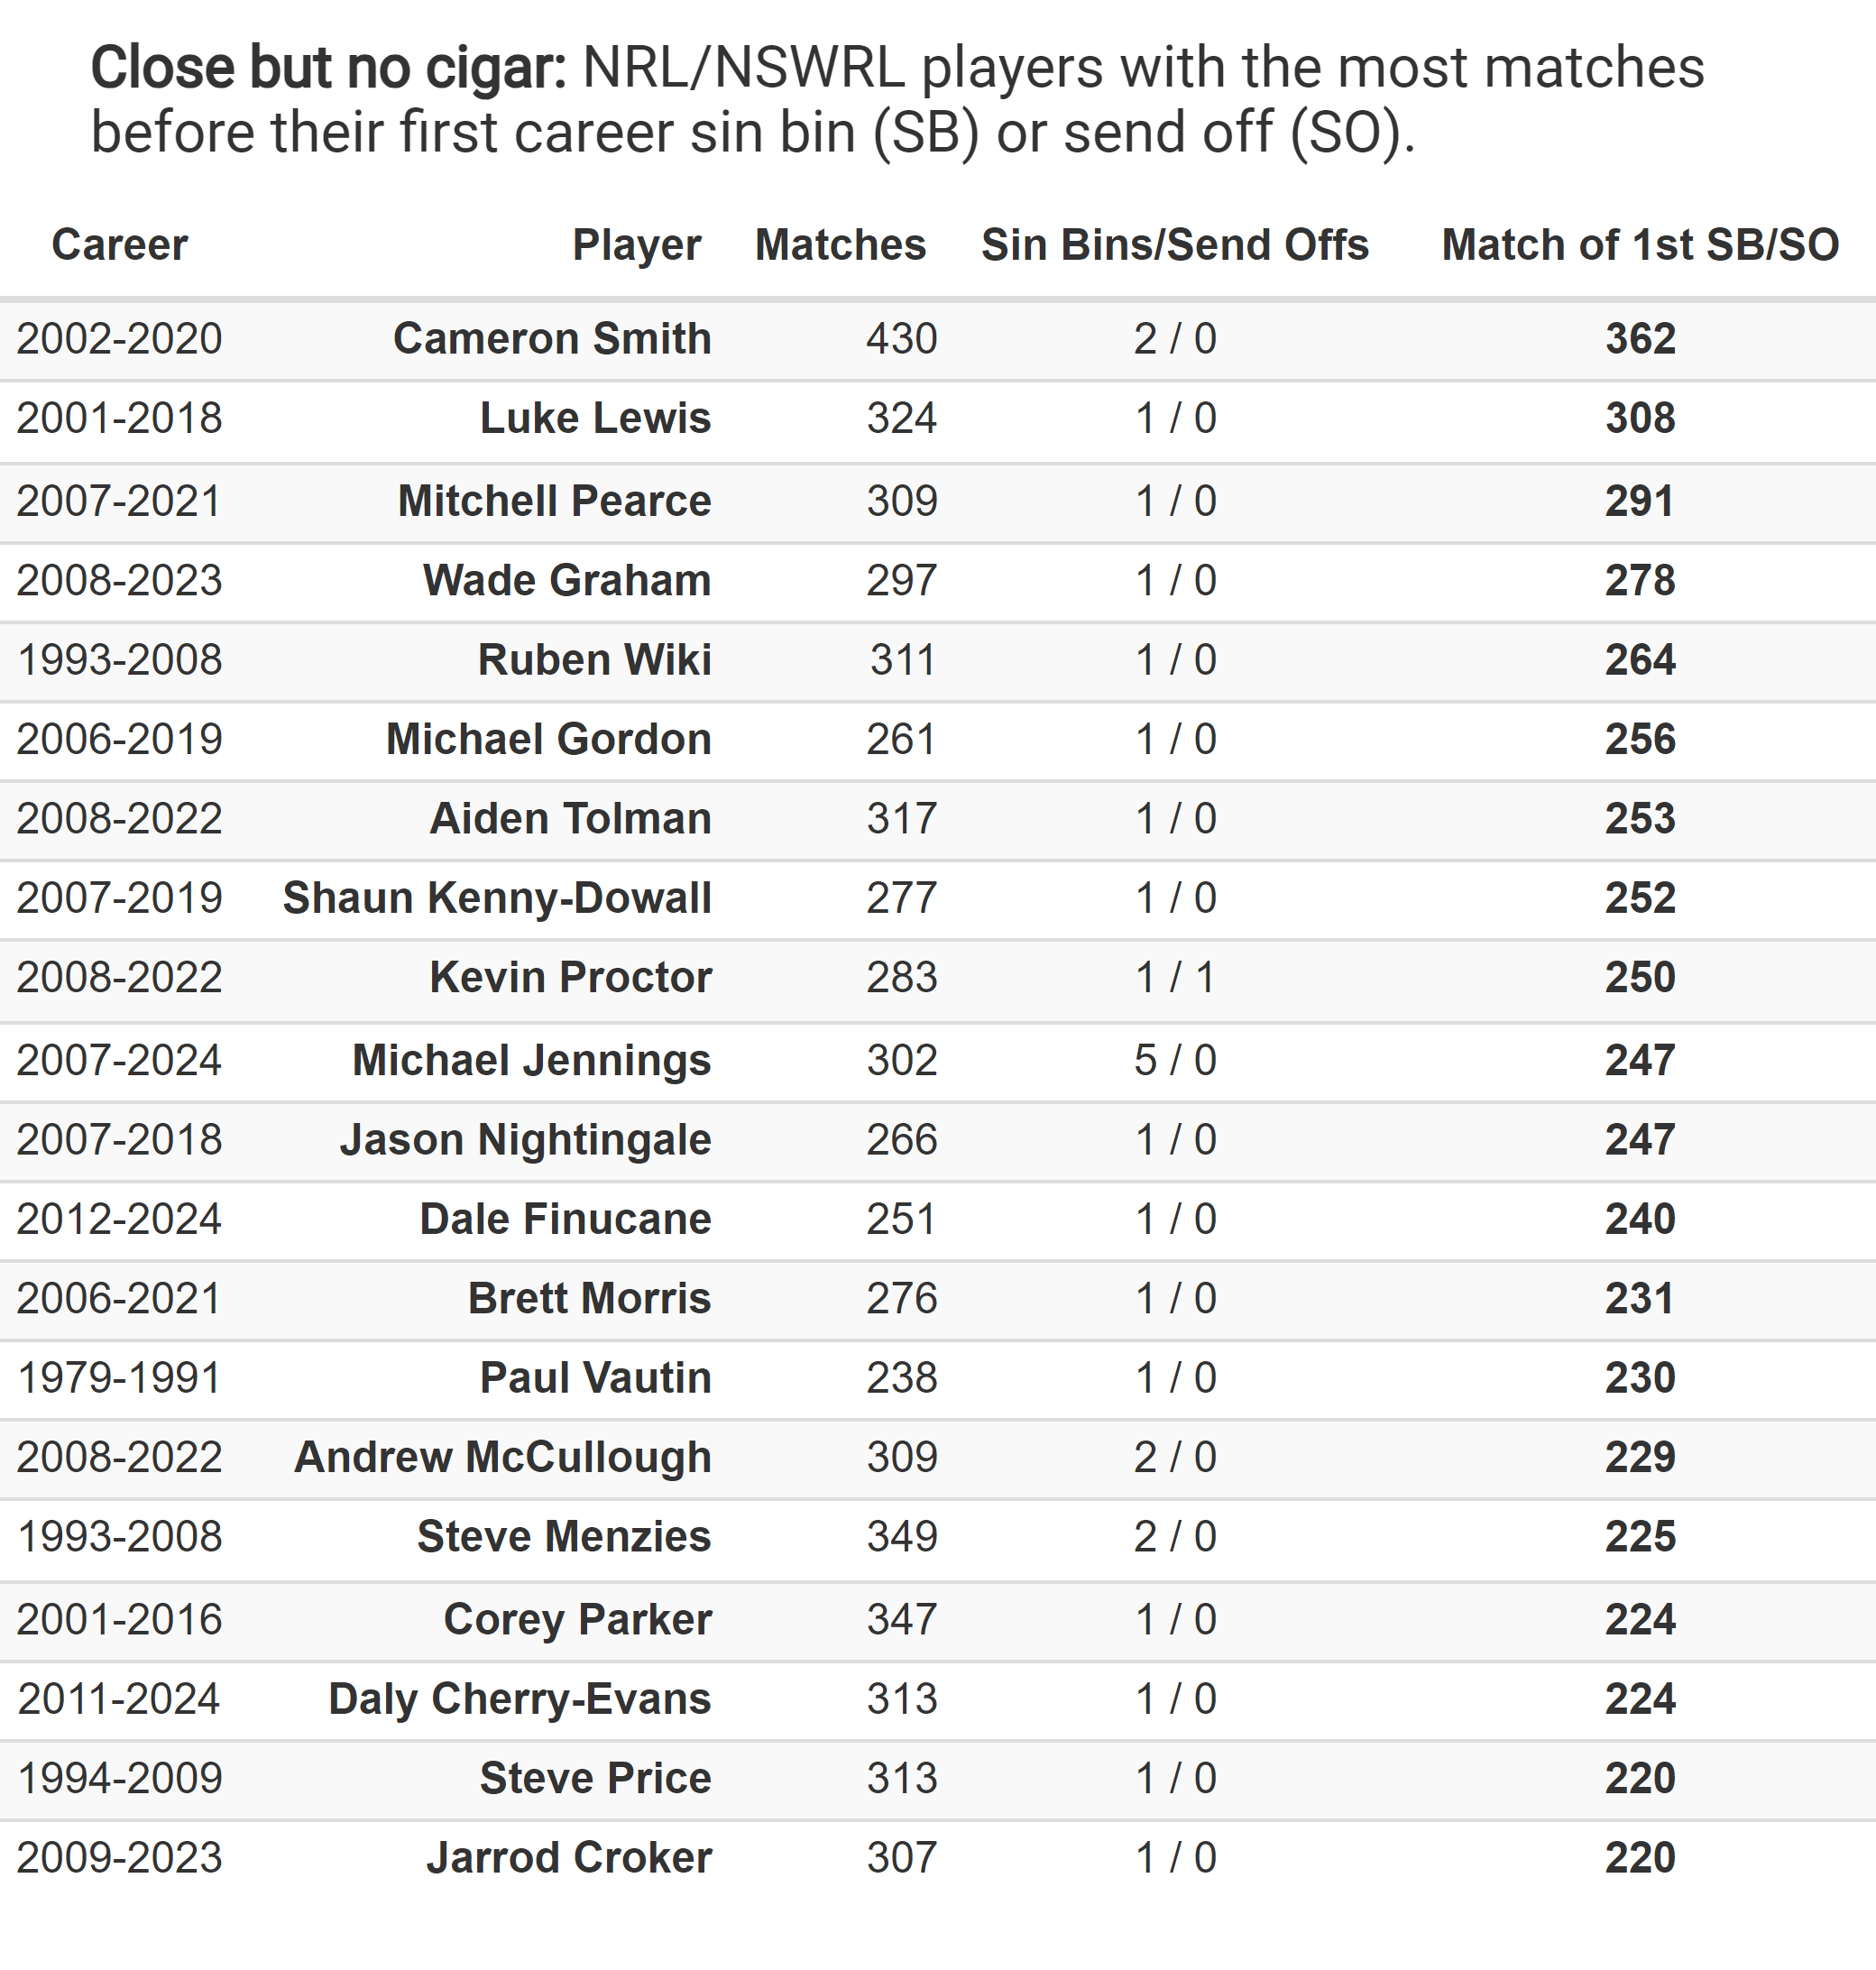 Close but no cigar: NRL/NSWRL players with the most matches
before their first career sin bin (SB) or send off (SO).
Career Player Matches Sin Bins/Send Offs Match of 1st SB/SO
2002-2020 Cameron Smith 430 2 / 0 362
2001-2018 Luke Lewis 324 1 / 0 308
2007-2021 Mitchell Pearce 309 1 / 0 291
2008-2023 Wade Graham 297 1 / 0 278
1993-2008 Ruben Wiki 311 1 / 0 264
2006-2019 Michael Gordon 261 1 / 0 256
2008-2022 Aiden Tolman 317 1 / 0 253
2007-2019 Shaun Kenny-Dowall 277 1 / 0 252
2008-2022 Kevin Proctor 283 1 / 1 250
2007-2024 Michael Jennings 302 5 / 0 247
2007-2018 Jason Nightingale 266 1 / 0 247
2012-2024 Dale Finucane 251 1 / 0 240
2006-2021 Brett Morris 276 1 / 0 231
1979-1991 Paul Vautin 238 1 / 0 230
2008-2022 Andrew McCullough 309 2 / 0 229
1993-2008 Steve Menzies 349 2 / 0 225
2001-2016 Corey Parker 347 1 / 0 224
2011-2024 Daly Cherry-Evans 313 1 / 0 224
1994-2009 Steve Price 313 1 / 0 220
2009-2023 Jarrod Croker 307 1 / 0 220